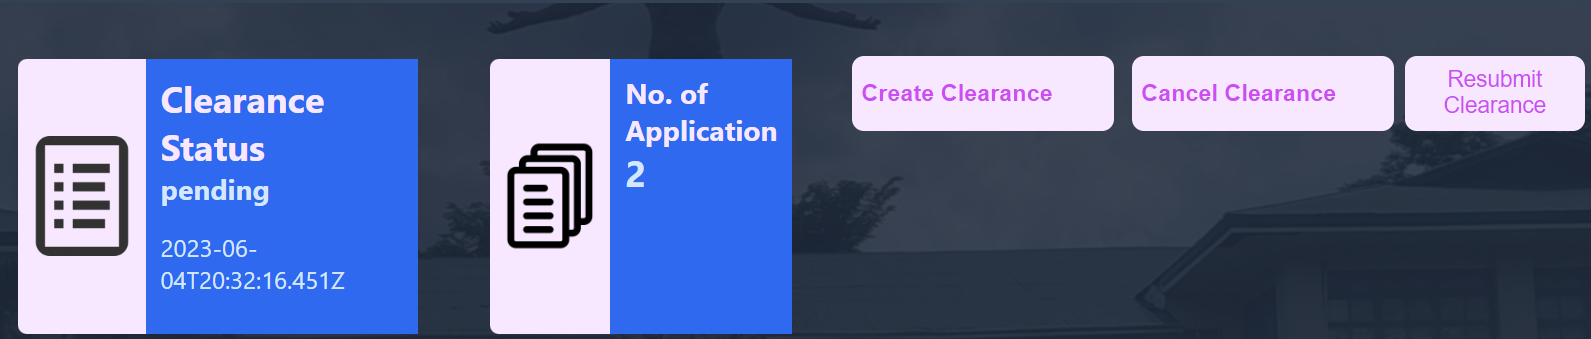 Clearance
Status
pending
2023-06-
04T20:32:16.451Z
No. of
Application
2
Create Clearance
Cancel Clearance
Resubmit
Clearance